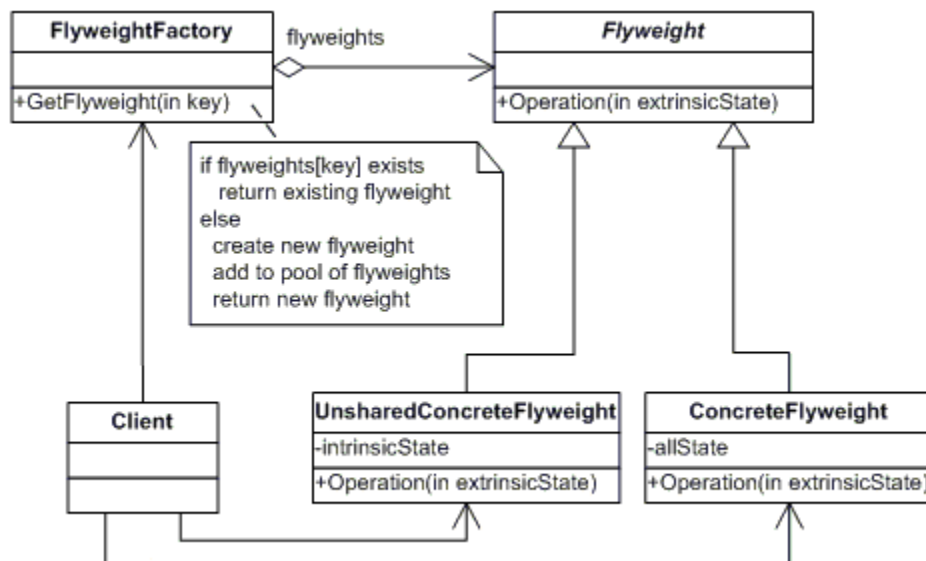 FlyweightFactory
+GetFlyweight(in key)
flyweights
Flyweight
+Operation(in extrinsicState)
if flyweights[key] exists
return existing flyweight
else
create new flyweight
add to pool of flyweights
return new flyweight
Client
UnsharedConcreteFlyweight
-intrinsicState
+Operation(in extrinsicState)
ConcreteFlyweight
-allState
+Operation(in extrinsicState)